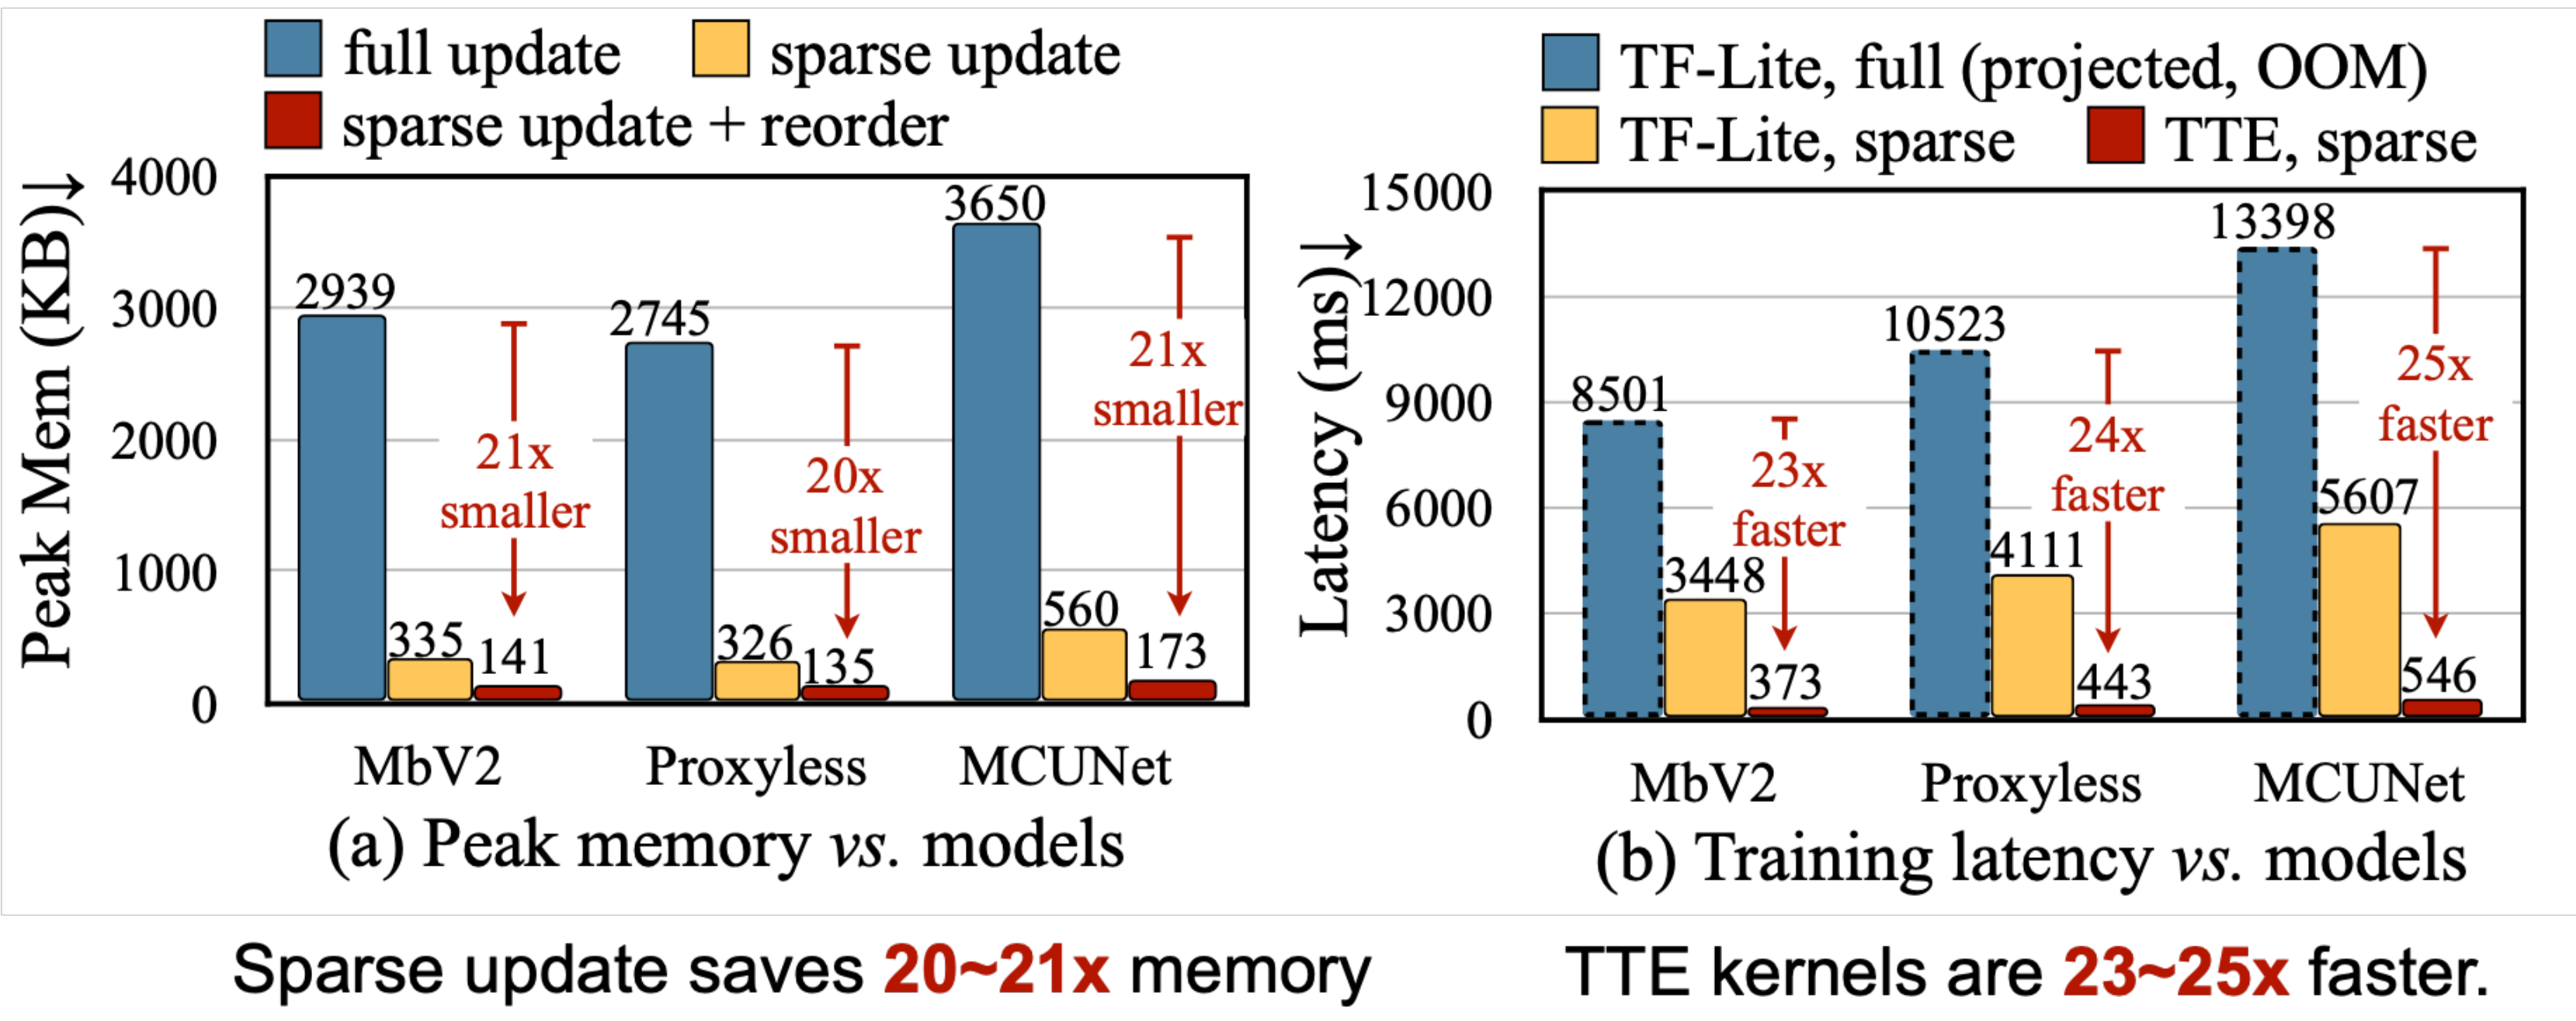 full update
sparse update
sparse update + reorder
Peak Mem (KB)↓
4000
3000
2000
1000
0
2939
335
141
21x
smaller
2745
326
135
20x
smaller
3650
560
173
21x
smaller
MbV2
Proxyless
MCUNet
(a) Peak memory vs. models
TF-Lite, full (projected, OOM)
TF-Lite, sparse
TTE, sparse
Latency (ms)↓
15000
12000
9000
6000
3000
0
8501
3448
373
23x
faster
10523
4111
443
24x
faster
13398
5607
546
25x
faster
MbV2
Proxyless
MCUNet
(b) Training latency vs. models
Sparse update saves 20~21x memory
TTE kernels are 23~25x faster.